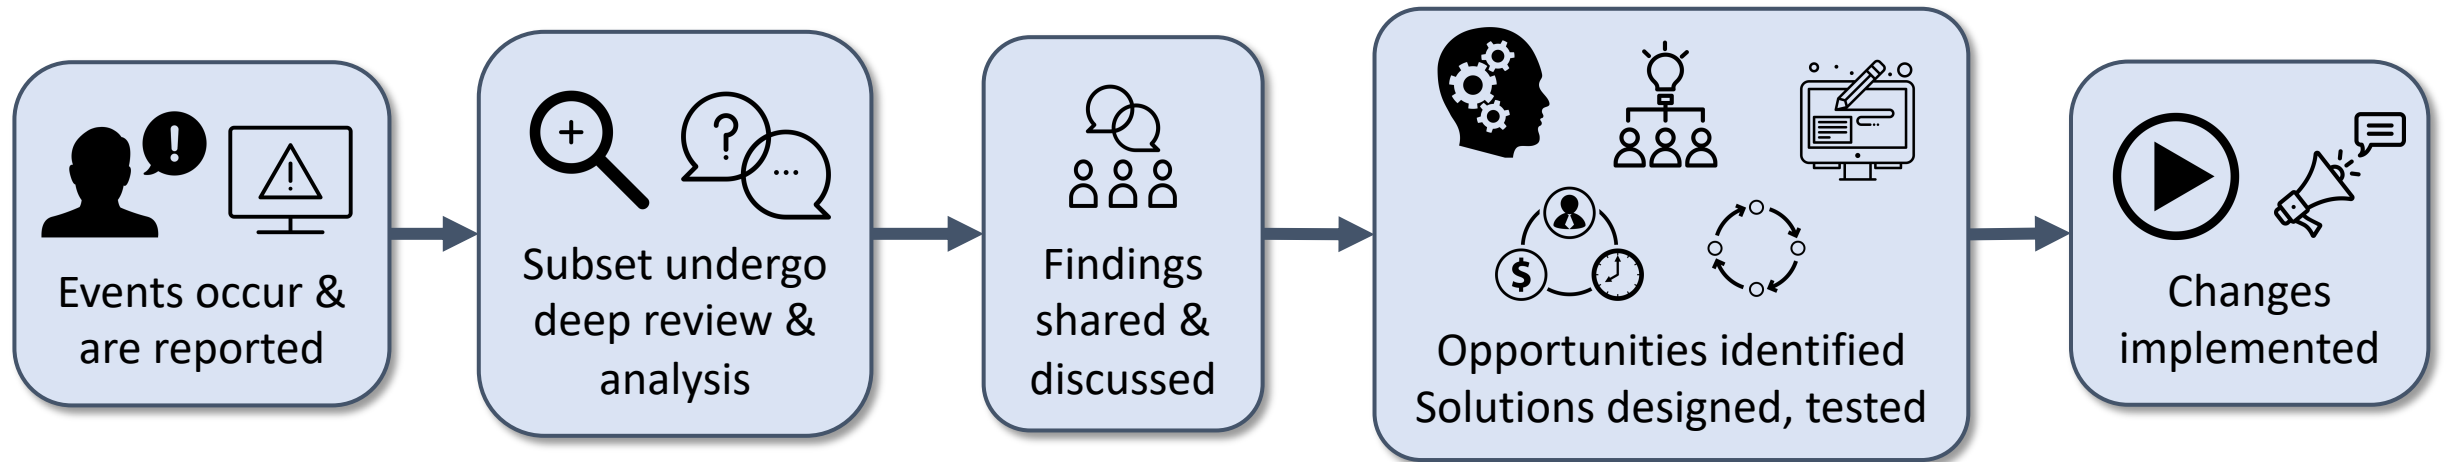 Events occur &
are reported
Subset undergo
deep review &
analysis
Findings
shared &
discussed
Opportunities identified
Solutions designed, tested
Changes
implemented